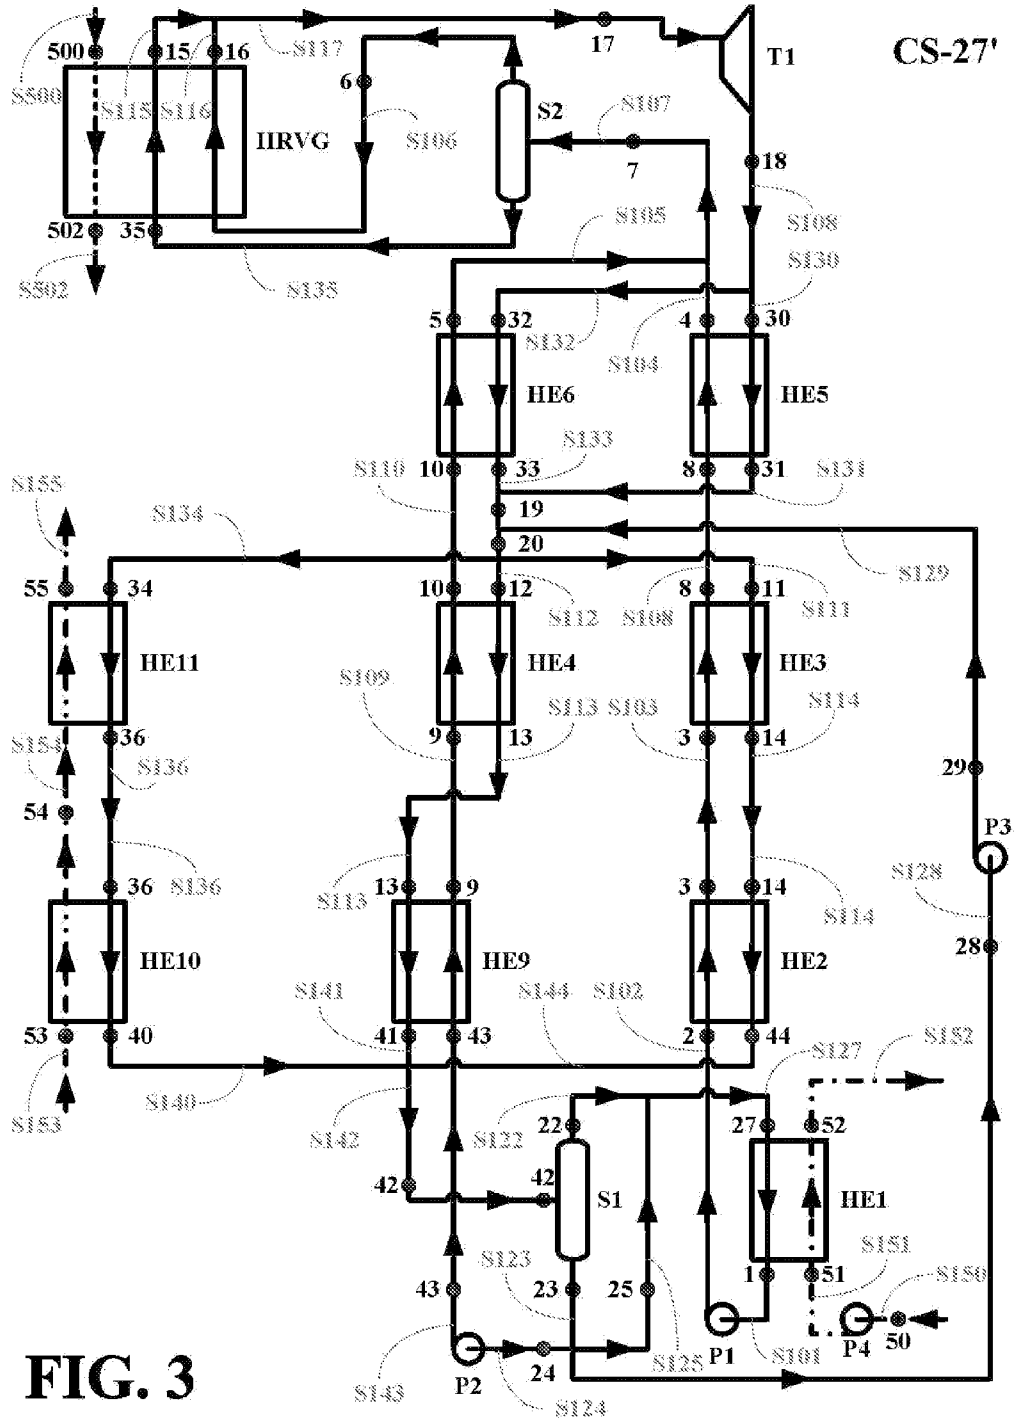 CS-27'
500 15 16 S117 17 T1
6
S500 S115 S116 S107
S2
IIRVG S106
7 18
S105 S108
502 35
S130
S502 S135
5 32 4 30
S132
S104
HE6 HE5
S133
S110 10 33 8 31 S131
S155
19
S134
20
S129
55 34 10 12 8 11
S112 S108 S111
HE11 HE4 HE3
S109
S113 S103 S114
36 9 13 3 14
S154 S136
29
54
P3
S128
S136 13 9 3 14
36 S113 S114
28
HE10 HE9 HE2
S141 S144 S102
53 40 41 43 2 44 S152
S127
S140
S153 S122
S142 22 27 52
42 42
S1 HE1
S151
S123
S150
43 23 25 1 51
50
P1 P4
24 S125 S101
P2
S143 S124
FIG. 3